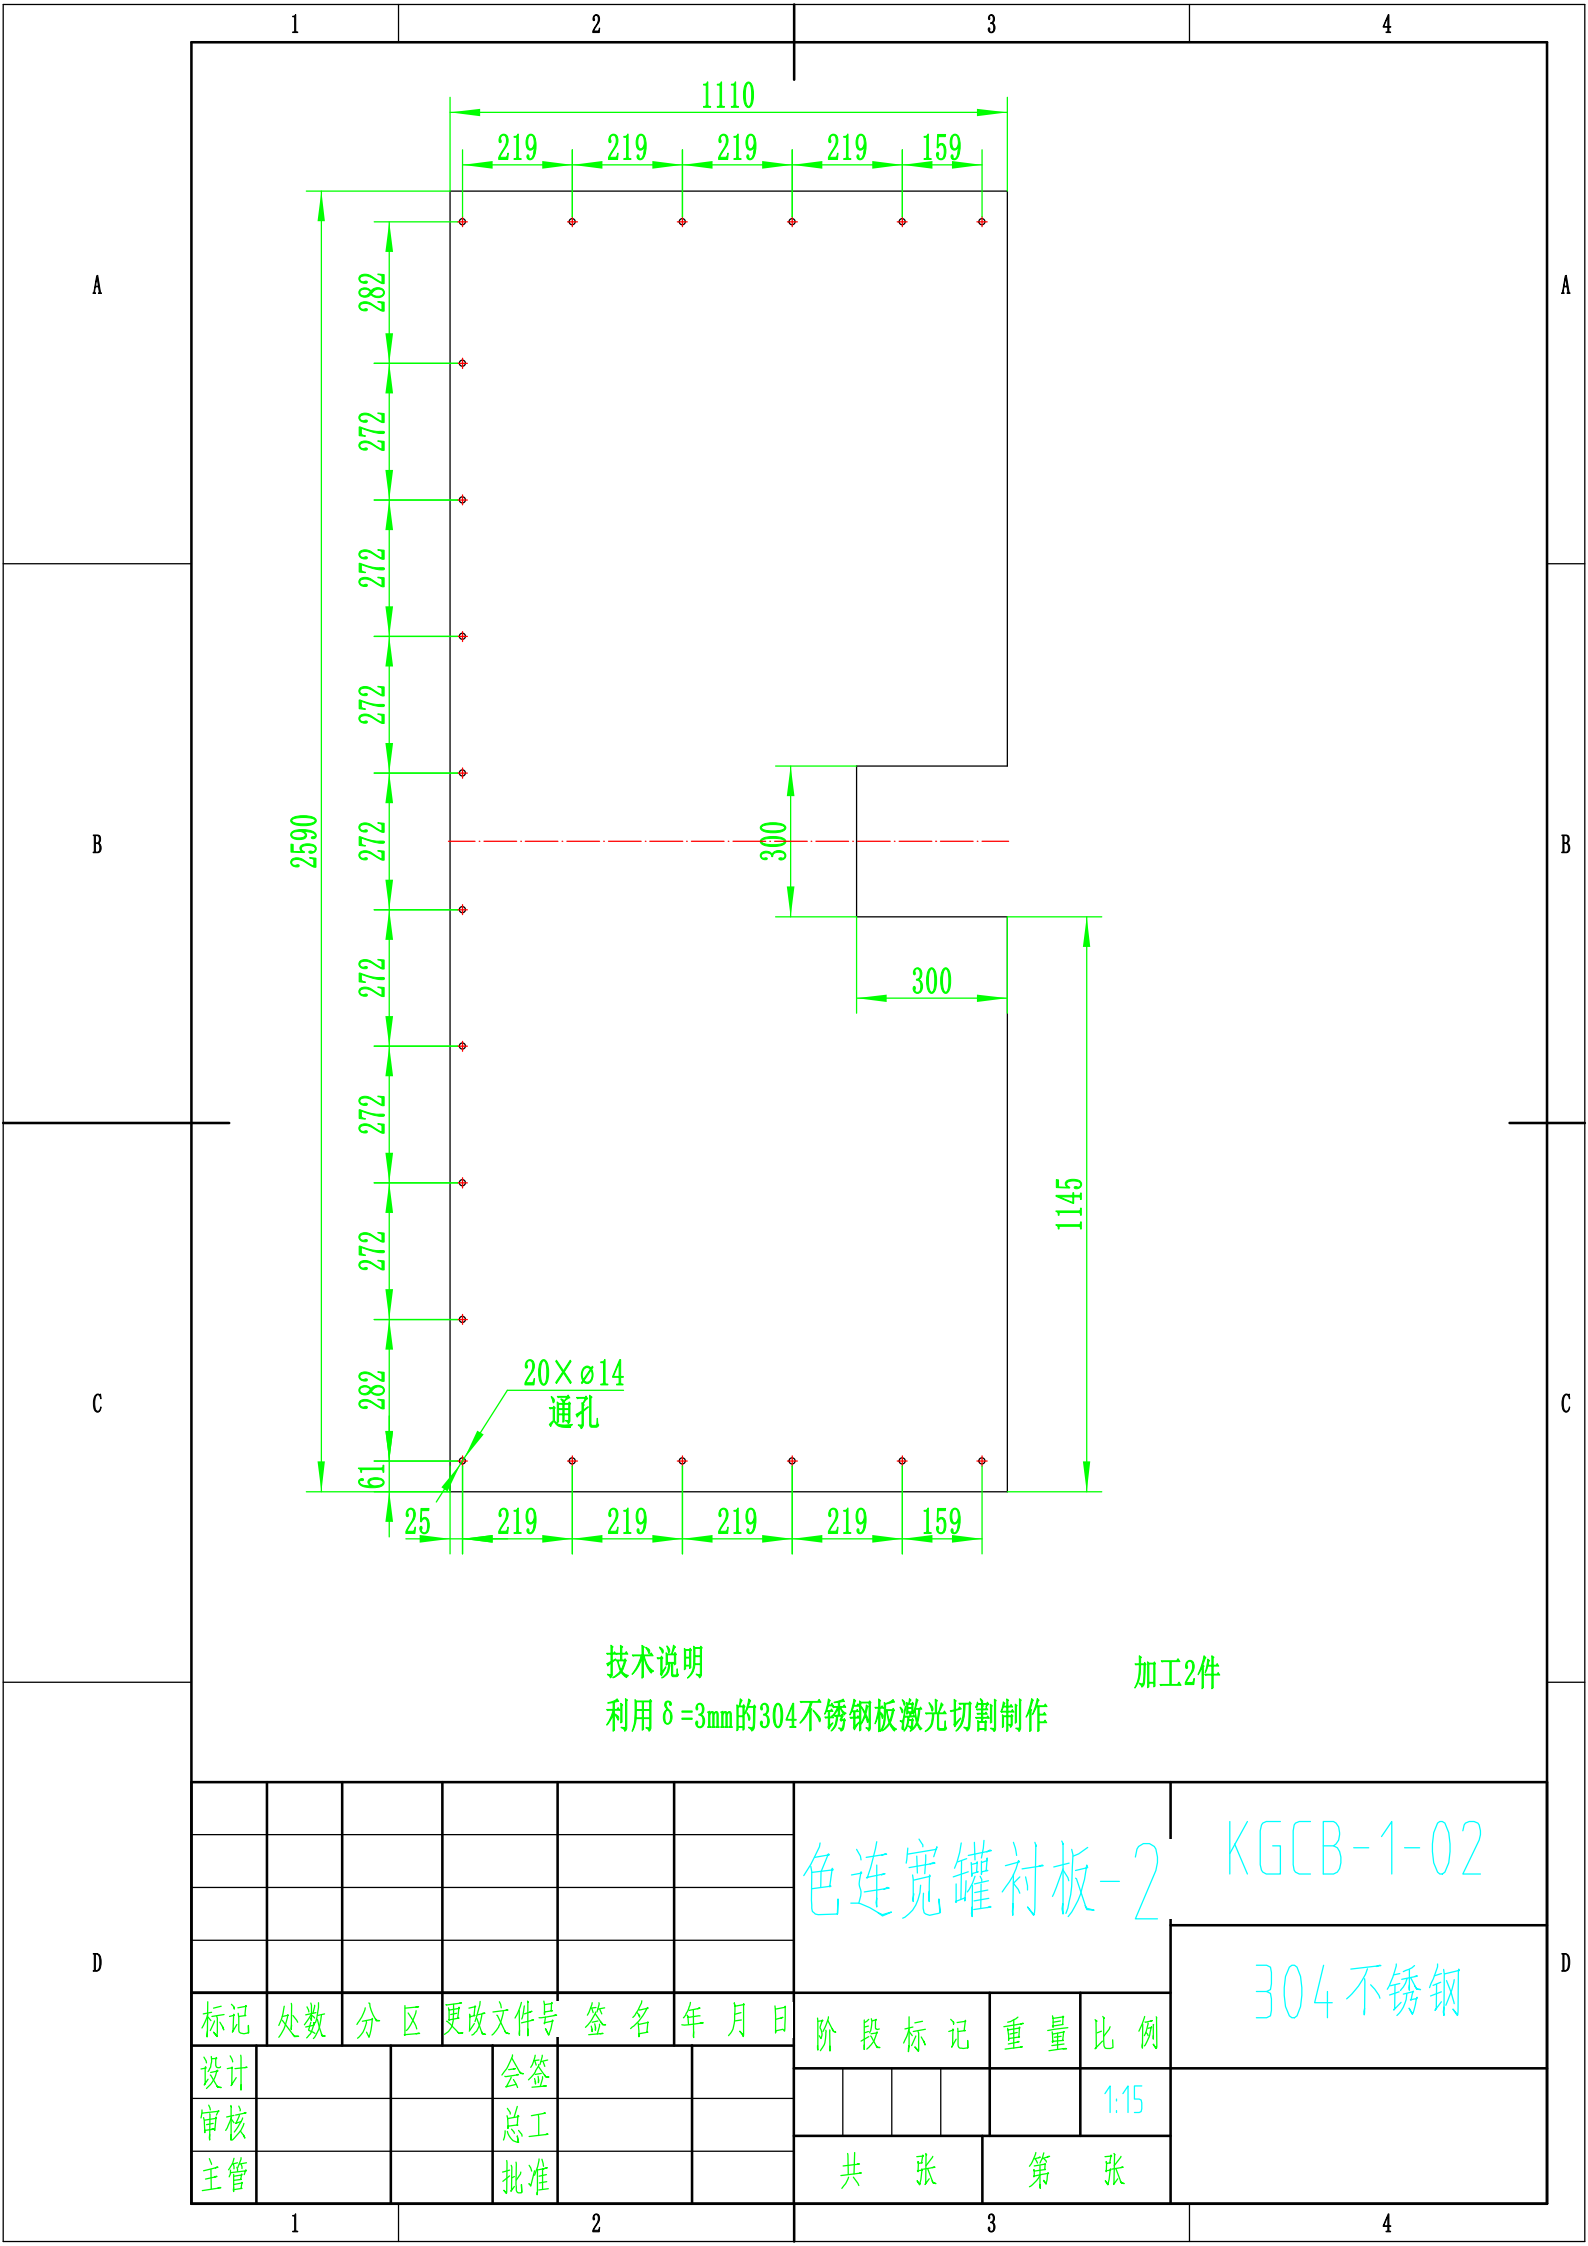 1 2 3 4
1110
219 219 219 219 159
282
A A
272
272
272
2590 272 300
B B
272
300
272
1145
272
282
20×⌀14
通孔
C C
61
25 219 219 219 219 159
技术说明 加工2件
利用δ=3mm的304不锈钢板激光切割制作
色连宽罐衬板-2 KGCB-1-02
D D
304不锈钢
标记 处数 分区 更改文件号 签名 年月日
阶段标记 重量 比例
设计 会签
1:15
审核 总工
共 张 第 张
主管 批准
1 2 3 4